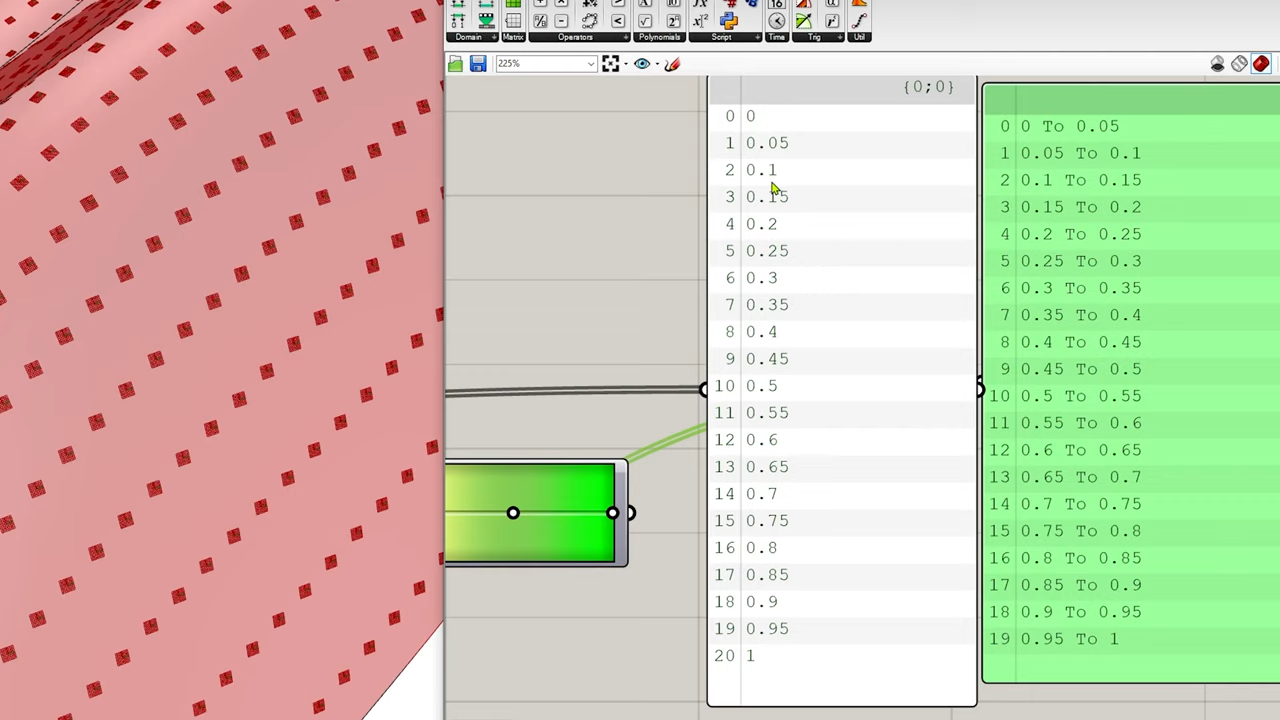 Domain
Matrix
Operators
Polynomials
Script
Time
Trig
Util
225%
{0;0}
0 0
1 0.05
2 0.1
3 0.15
4 0.2
5 0.25
6 0.3
7 0.35
8 0.4
9 0.45
10 0.5
11 0.55
12 0.6
13 0.65
14 0.7
15 0.75
16 0.8
17 0.85
18 0.9
19 0.95
20 1
0 0 To 0.05
1 0.05 To 0.1
2 0.1 To 0.15
3 0.15 To 0.2
4 0.2 To 0.25
5 0.25 To 0.3
6 0.3 To 0.35
7 0.35 To 0.4
8 0.4 To 0.45
9 0.45 To 0.5
10 0.5 To 0.55
11 0.55 To 0.6
12 0.6 To 0.65
13 0.65 To 0.7
14 0.7 To 0.75
15 0.75 To 0.8
16 0.8 To 0.85
17 0.85 To 0.9
18 0.9 To 0.95
19 0.95 To 1